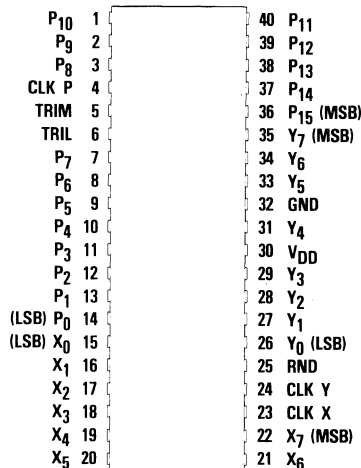 P10 1 40 P11
P9 2 39 P12
P8 3 38 P13
CLK P 4 37 P14
TRIM 5 36 P15 (MSB)
TRIL 6 35 Y7 (MSB)
P7 7 34 Y6
P6 8 33 Y5
P5 9 32 GND
P4 10 31 Y4
P3 11 30 VDD
P2 12 29 Y3
P1 13 28 Y2
(LSB) P0 14 27 Y1
(LSB) X0 15 26 Y0 (LSB)
X1 16 25 RND
X2 17 24 CLK Y
X3 18 23 CLK X
X4 19 22 X7 (MSB)
X5 20 21 X6